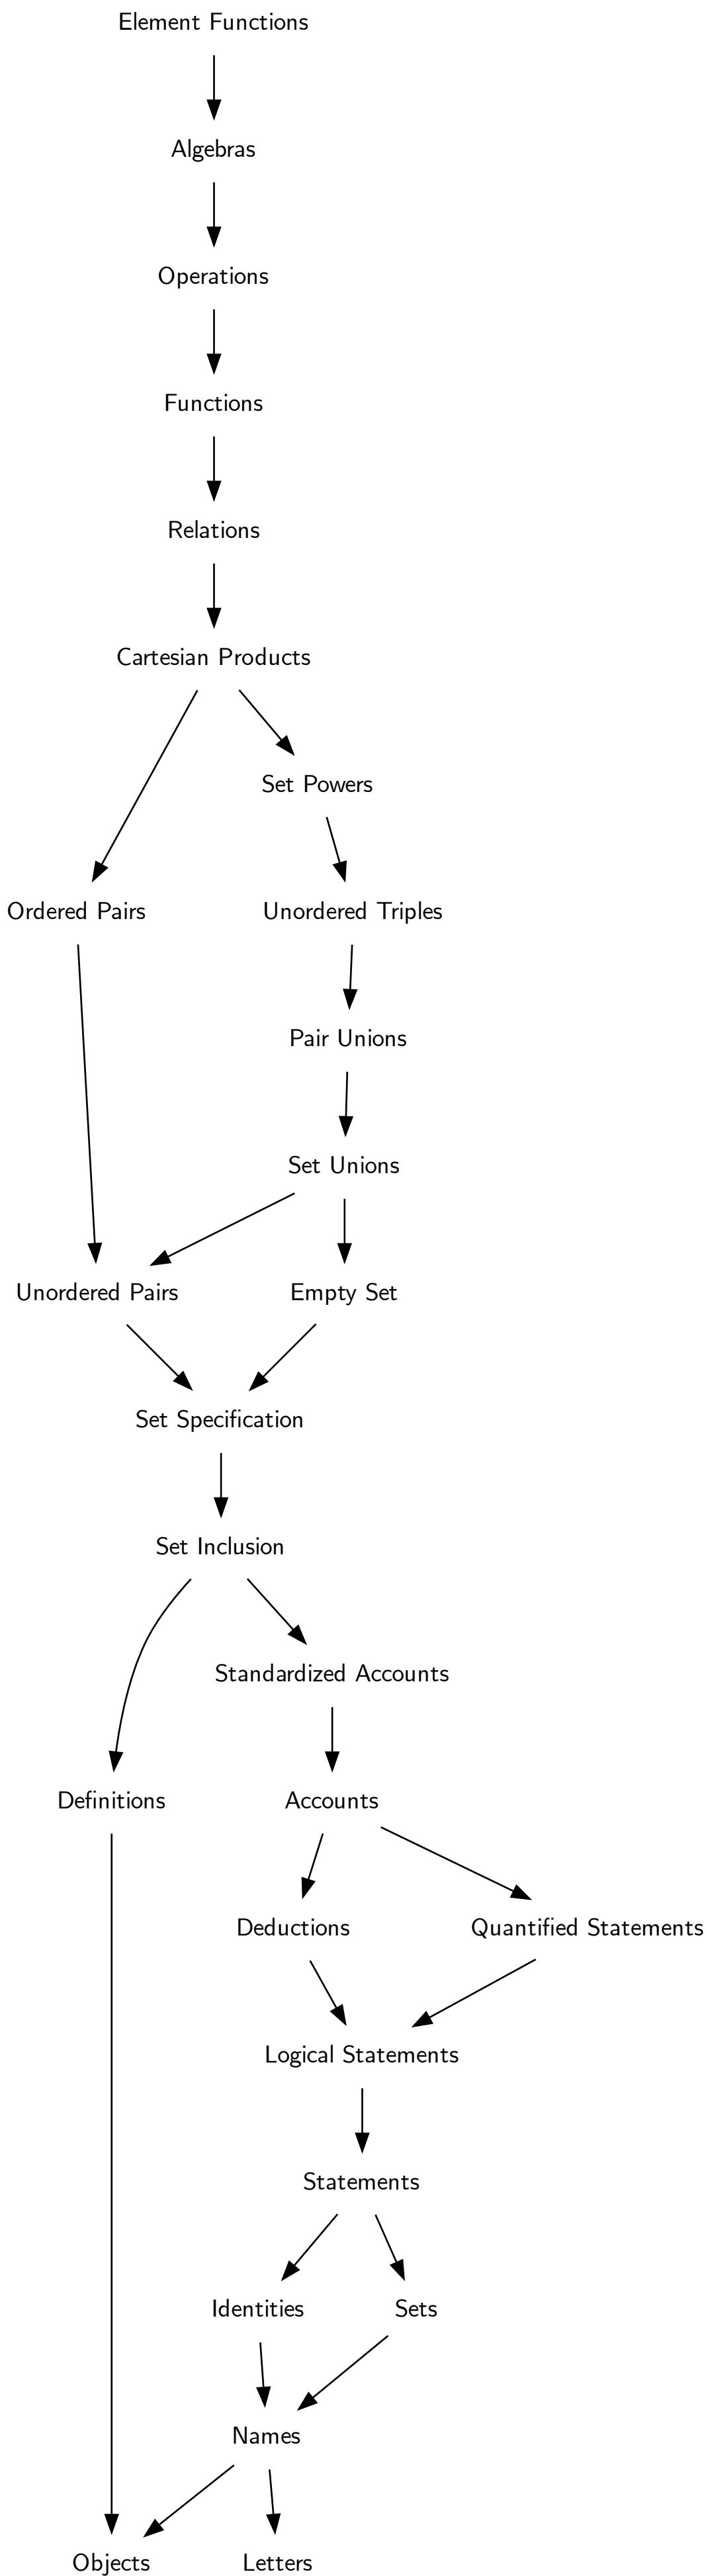 Element Functions
Algebras
Operations
Functions
Relations
Cartesian Products
Set Powers
Ordered Pairs
Unordered Triples
Pair Unions
Set Unions
Unordered Pairs
Empty Set
Set Specification
Set Inclusion
Standardized Accounts
Definitions
Accounts
Deductions
Quantified Statements
Logical Statements
Statements
Identities
Sets
Names
Objects
Letters